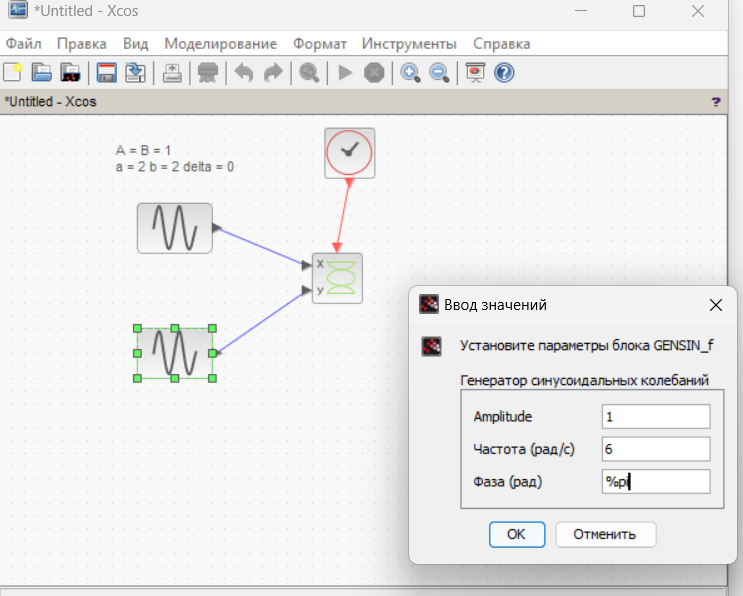 *Untitled - Xcos
Файл Правка Вид Моделирование Формат Инструменты Справка
*Untitled - Xcos ?
A = B = 1
a = 2 b = 2 delta = 0
x
y
Ввод значений
Установите параметры блока GENSIN_f
Генератор синусоидальных колебаний
Amplitude 1
Частота (рад/с) 6
Фаза (рад) %pi
OK Отменить